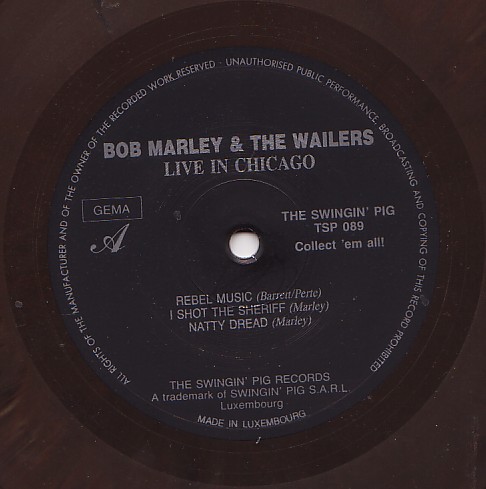 ALL RIGHTS OF THE MANUFACTURER AND OF THE OWNER OF THE RECORDED WORK RESERVED · UNAUTHORISED PUBLIC PERFORMANCE, BROADCASTING AND COPYING OF THIS RECORD PROHIBITED
BOB MARLEY & THE WAILERS
LIVE IN CHICAGO
GEMA
A
THE SWINGIN' PIG
TSP 089
Collect 'em all!
REBEL MUSIC (Barrett/Perte)
I SHOT THE SHERIFF (Marley)
NATTY DREAD (Marley)
THE SWINGIN' PIG RECORDS
A trademark of SWINGIN' PIG S.A.R.L.
Luxembourg
MADE IN LUXEMBOURG